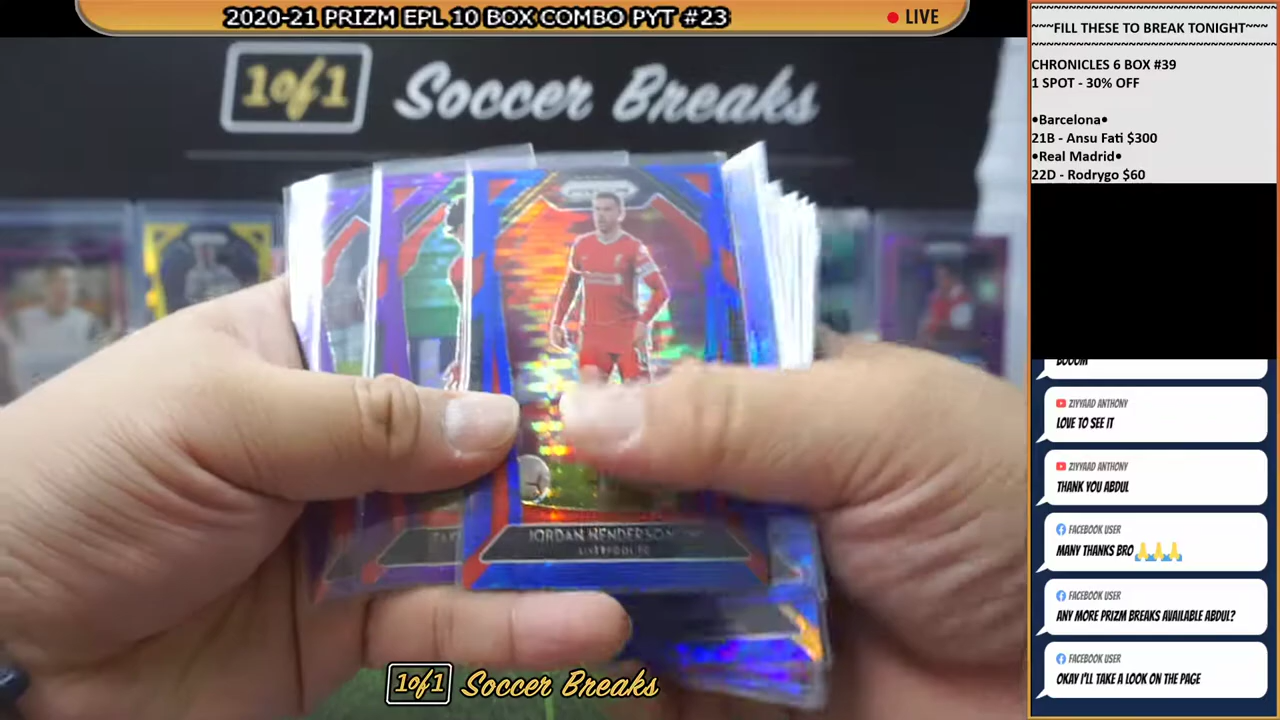 2020-21 PRIZM EPL 10 BOX COMBO PYT #23
LIVE
1of1 Soccer Breaks
PRIZM
JORDAN HENDERSON
LIVERPOOL FC
1of1 Soccer Breaks
~~~FILL THESE TO BREAK TONIGHT~~~
CHRONICLES 6 BOX #39
1 SPOT - 30% OFF
•Barcelona•
21B - Ansu Fati $300
•Real Madrid•
22D - Rodrygo $60
BOOOM
ZIYYAAD ANTHONY
LOVE TO SEE IT
ZIYYAAD ANTHONY
THANK YOU ABDUL
FACEBOOK USER
MANY THANKS BRO 🙏🙏🙏
FACEBOOK USER
ANY MORE PRIZM BREAKS AVAILABLE ABDUL?
FACEBOOK USER
OKAY I'LL TAKE A LOOK ON THE PAGE